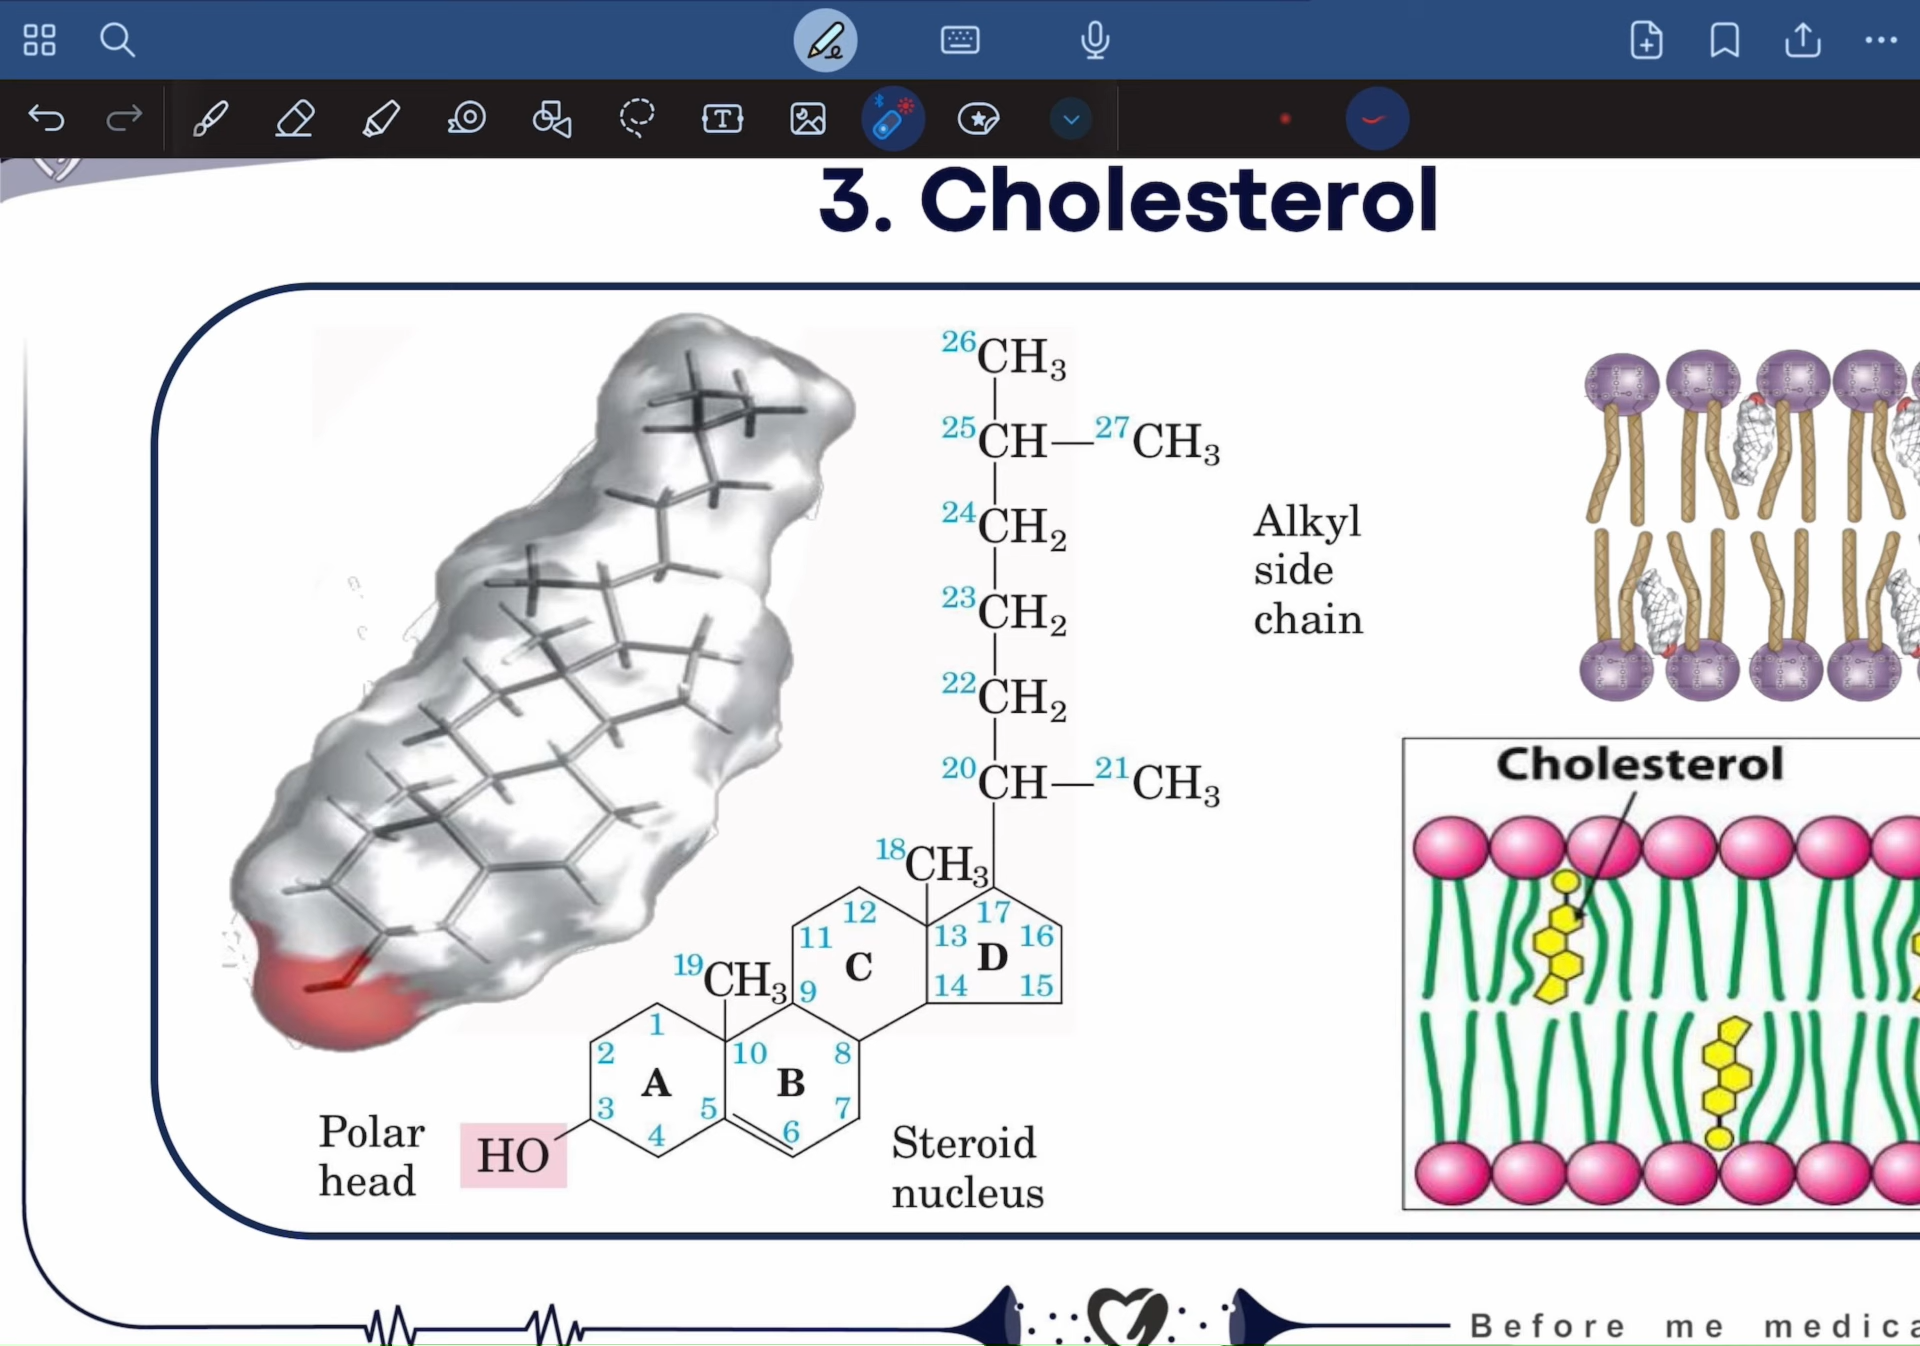 3. Cholesterol
26CH3
25CH—27CH3
24CH2
Alkyl
side
chain
23CH2
22CH2
20CH—21CH3
18CH3
12
17
11
13
16
C
D
19CH3
9
14
15
1
2
10
8
A
B
3
5
7
4
6
Polar
head
HO
Steroid
nucleus
Cholesterol
Before me medica